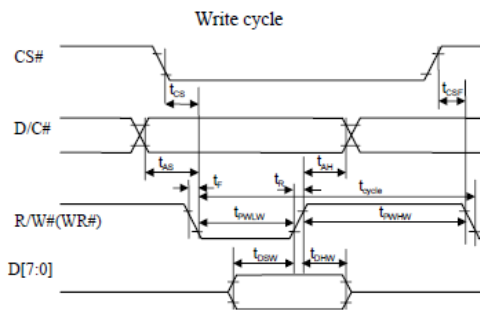 Write cycle
CS#
tCS
tCSF
D/C#
tAS
tF
tR
tAH
tcycle
R/W#(WR#)
tPWLW
tPWHW
D[7:0]
tDSW
tDHW